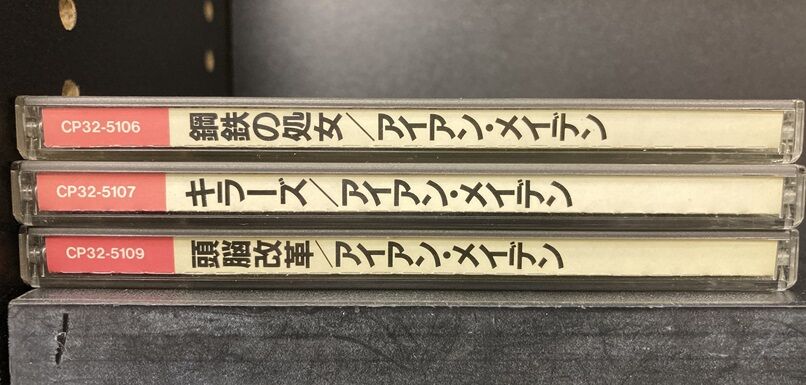 CP32-5106 鋼鉄の処女/アイアン・メイデン
CP32-5107 キラーズ/アイアン・メイデン
CP32-5109 頭脳改革/アイアン・メイデン